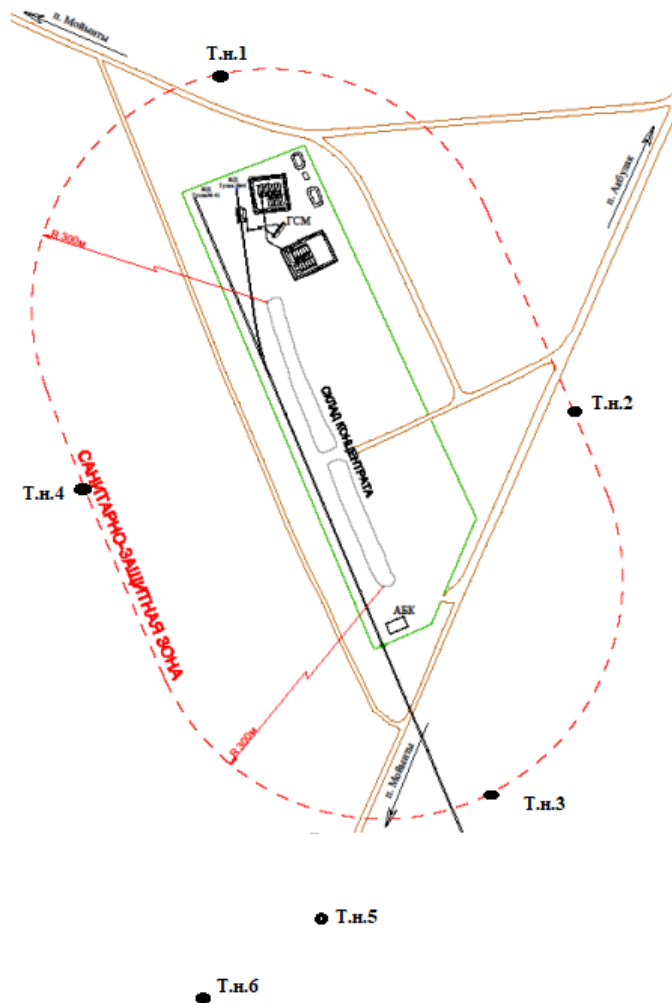 п. Мойынты
Т.н.1
п. Акбулак
ГСМ
R 300м
СКЛАД КОНЦЕНТРАТА
Т.н.2
Т.н.4
САНИТАРНО-ЗАЩИТНАЯ ЗОНА
АБК
R 300м
п. Мойынты
Т.н.3
Т.н.5
Т.н.6